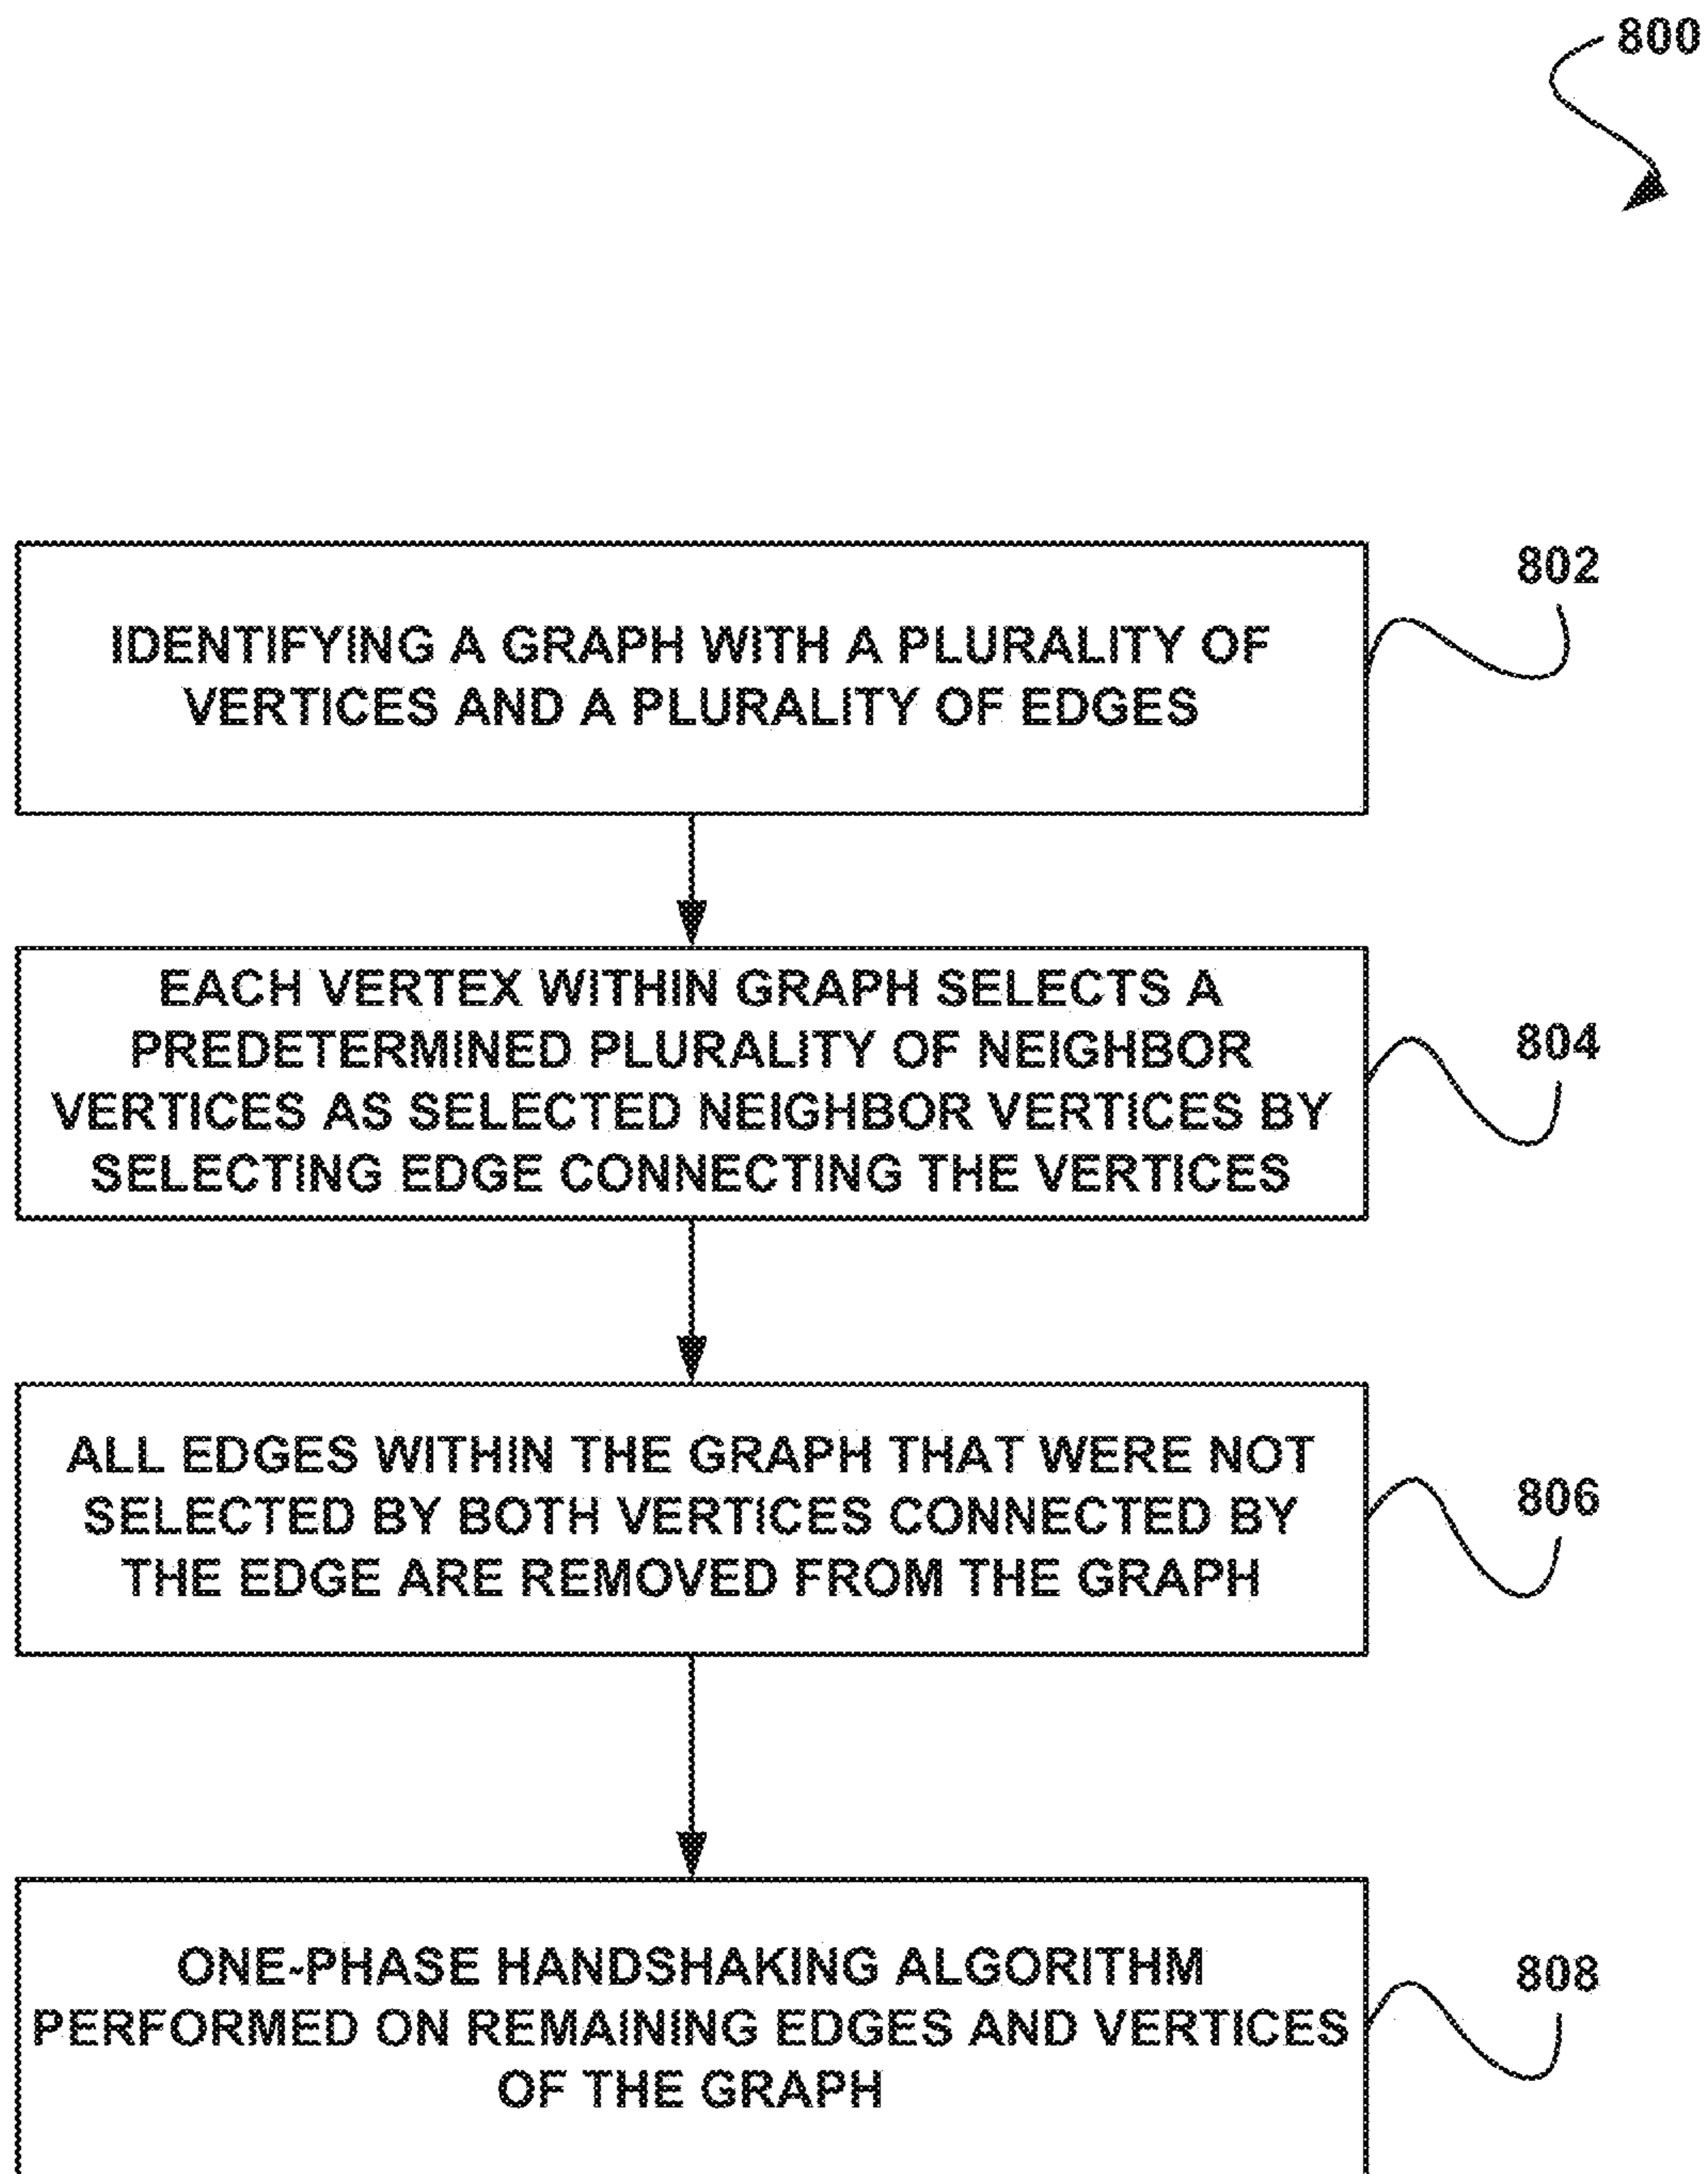 800
802
IDENTIFYING A GRAPH WITH A PLURALITY OF
VERTICES AND A PLURALITY OF EDGES
EACH VERTEX WITHIN GRAPH SELECTS A
PREDETERMINED PLURALITY OF NEIGHBOR
VERTICES AS SELECTED NEIGHBOR VERTICES BY
SELECTING EDGE CONNECTING THE VERTICES
804
ALL EDGES WITHIN THE GRAPH THAT WERE NOT
SELECTED BY BOTH VERTICES CONNECTED BY
THE EDGE ARE REMOVED FROM THE GRAPH
806
ONE-PHASE HANDSHAKING ALGORITHM
PERFORMED ON REMAINING EDGES AND VERTICES
OF THE GRAPH
808